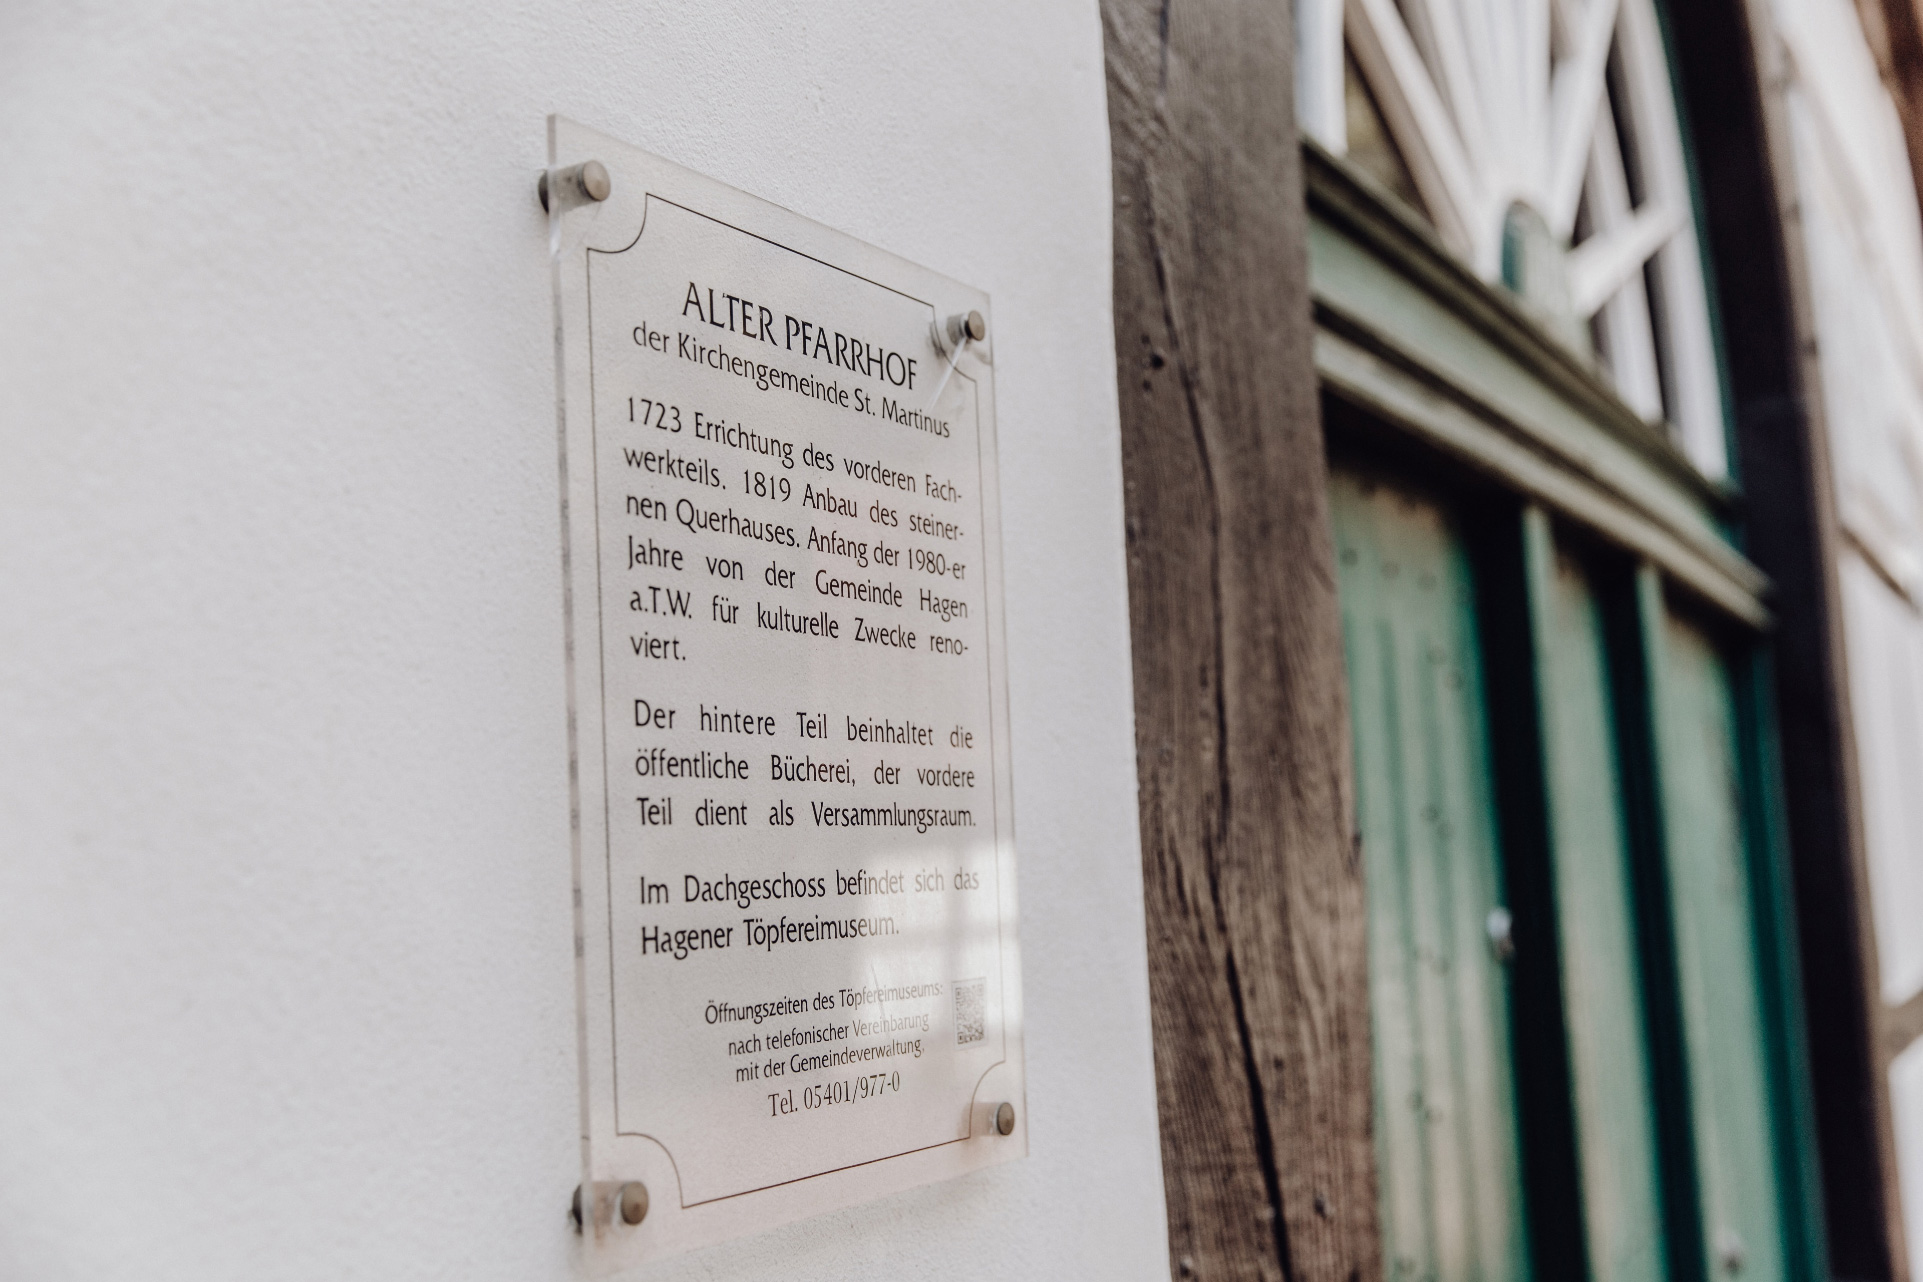 ALTER PFARRHOF
der Kirchengemeinde St. Martinus
1723 Errichtung des vorderen Fach-
werkteils. 1819 Anbau des steiner-
nen Querhauses. Anfang der 1980-er
Jahre von der Gemeinde Hagen
a.T.W. für kulturelle Zwecke reno-
viert.
Der hintere Teil beinhaltet die
öffentliche Bücherei, der vordere
Teil dient als Versammlungsraum.
Im Dachgeschoss befindet sich das
Hagener Töpfereimuseum.
Öffnungszeiten des Töpfereimuseums:
nach telefonischer Vereinbarung
mit der Gemeindeverwaltung,
Tel. 05401/977-0